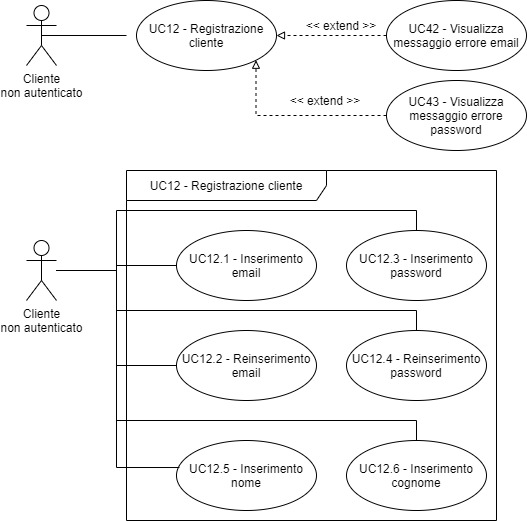 UC12 - Registrazione
cliente
<< extend >>
UC42 - Visualizza
messaggio errore email
Cliente
non autenticato
<< extend >>
UC43 - Visualizza
messaggio errore
password
UC12 - Registrazione cliente
Cliente
non autenticato
UC12.1 - Inserimento
email
UC12.3 - Inserimento
password
UC12.2 - Reinserimento
email
UC12.4 - Reinserimento
password
UC12.5 - Inserimento
nome
UC12.6 - Inserimento
cognome